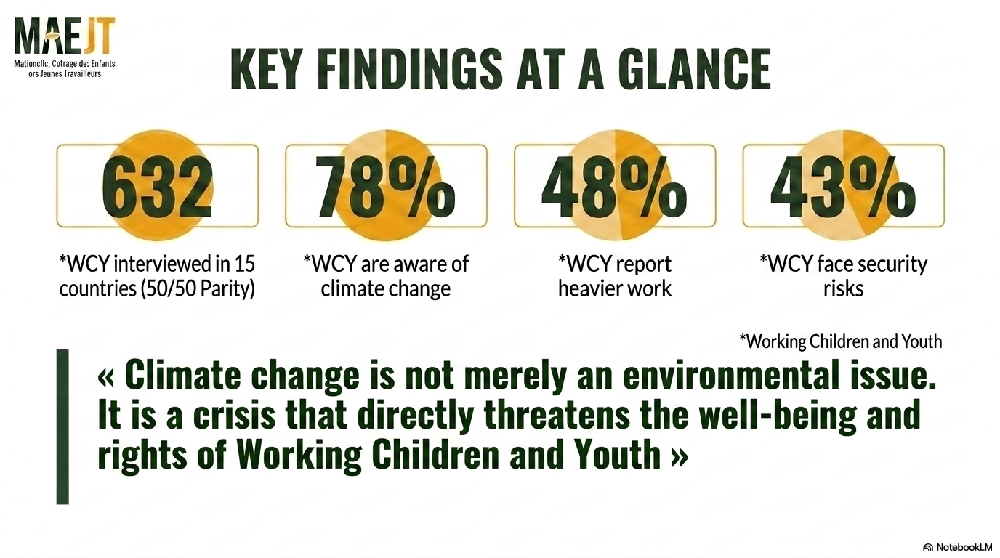 MAEJT
Mationclic, Cotrage de: Enfants
ors Jeunes Travailleurs
KEY FINDINGS AT A GLANCE
632
*WCY interviewed in 15
countries (50/50 Parity)
78%
*WCY are aware of
climate change
48%
*WCY report
heavier work
43%
*WCY face security
risks
*Working Children and Youth
« Climate change is not merely an environmental issue.
It is a crisis that directly threatens the well-being and
rights of Working Children and Youth »
NotebookLM